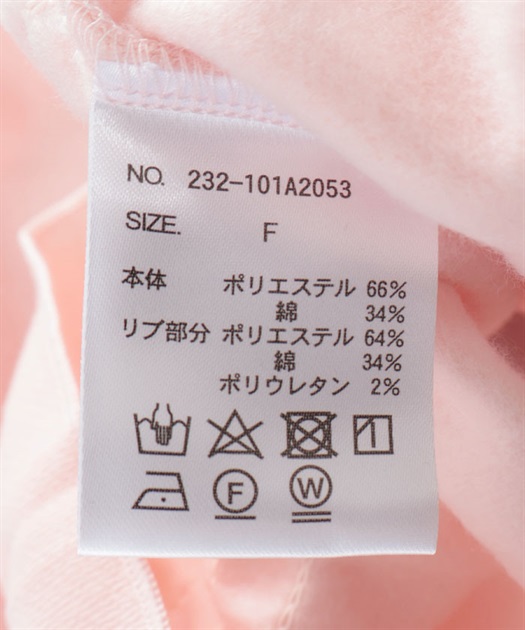 NO. 232-101A2053
SIZE. F
本体 ポリエステル 66%
綿 34%
リブ部分 ポリエステル 64%
綿 34%
ポリウレタン 2%
F W